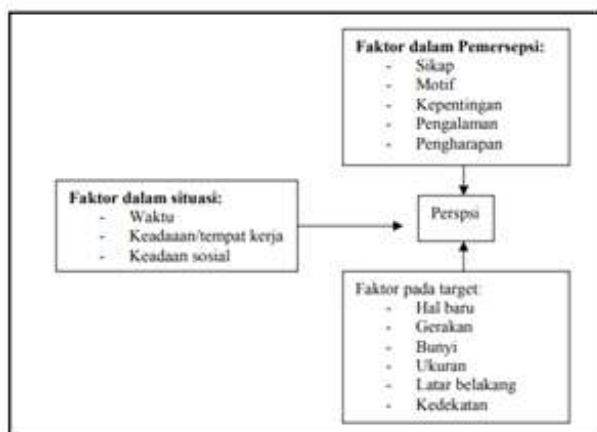 Faktor dalam Pemersepsi:
- Sikap
- Motif
- Kepentingan
- Pengalaman
- Pengharapan
Faktor dalam situasi:
- Waktu
- Keadaaan/tempat kerja
- Keadaan sosial
Perspsi
Faktor pada target:
- Hal baru
- Gerakan
- Bunyi
- Ukuran
- Latar belakang
- Kedekatan